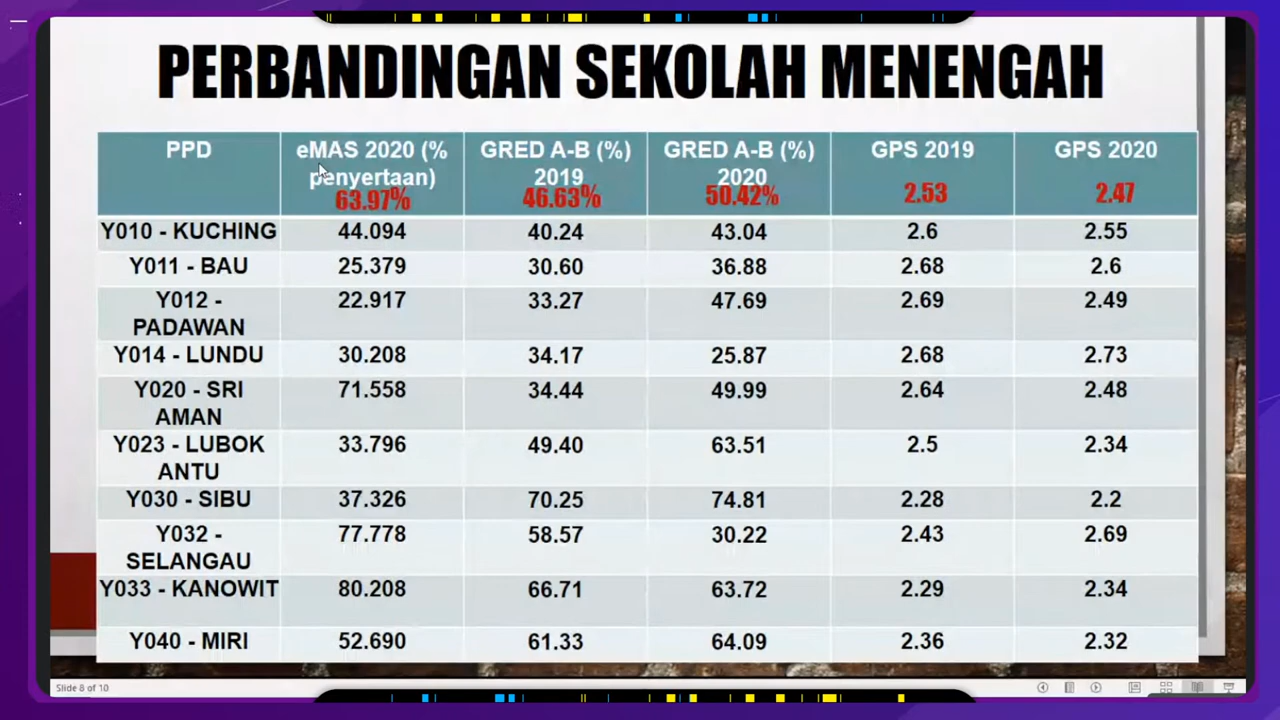 PERBANDINGAN SEKOLAH MENENGAH
PPD eMAS 2020 (% GRED A-B (%) GRED A-B (%) GPS 2019 GPS 2020
penyertaan) 2019 2020
63.97% 46.63% 50.42% 2.53 2.47
Y010 - KUCHING 44.094 40.24 43.04 2.6 2.55
Y011 - BAU 25.379 30.60 36.88 2.68 2.6
Y012 - 22.917 33.27 47.69 2.69 2.49
PADAWAN
Y014 - LUNDU 30.208 34.17 25.87 2.68 2.73
Y020 - SRI 71.558 34.44 49.99 2.64 2.48
AMAN
Y023 - LUBOK 33.796 49.40 63.51 2.5 2.34
ANTU
Y030 - SIBU 37.326 70.25 74.81 2.28 2.2
Y032 - 77.778 58.57 30.22 2.43 2.69
SELANGAU
Y033 - KANOWIT 80.208 66.71 63.72 2.29 2.34
Y040 - MIRI 52.690 61.33 64.09 2.36 2.32
Slide 8 of 10